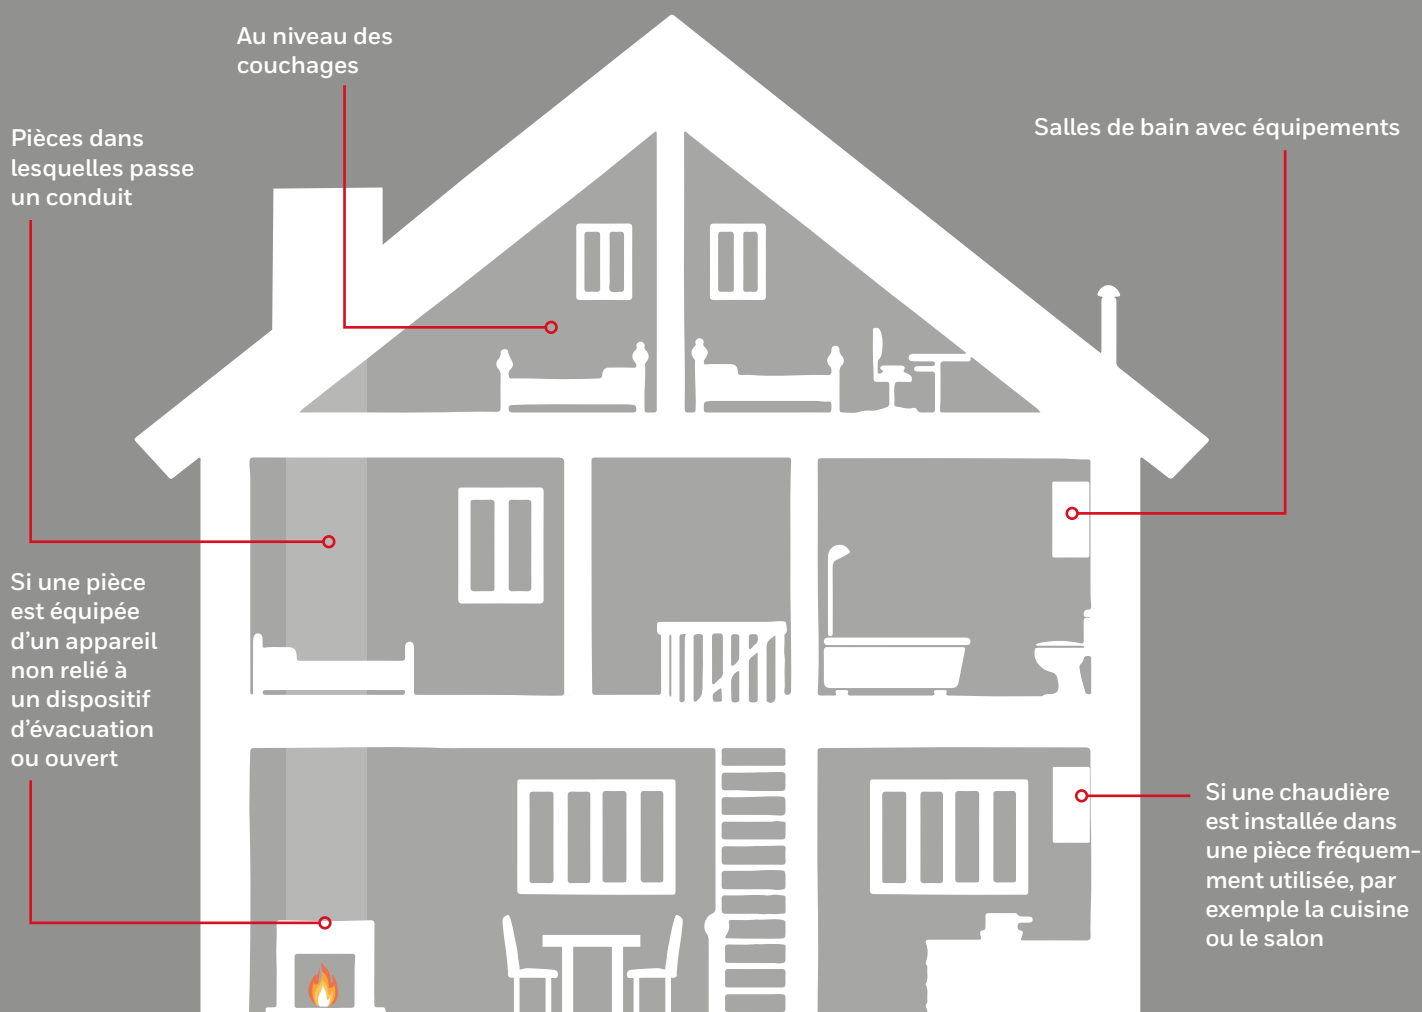 Au niveau des
couchages
Pièces dans
lesquelles passe
un conduit
Salles de bain avec équipements
Si une pièce
est équipée
d’un appareil
non relié à
un dispositif
d’évacuation
ou ouvert
Si une chaudière
est installée dans
une pièce fréquem-
ment utilisée, par
exemple la cuisine
ou le salon